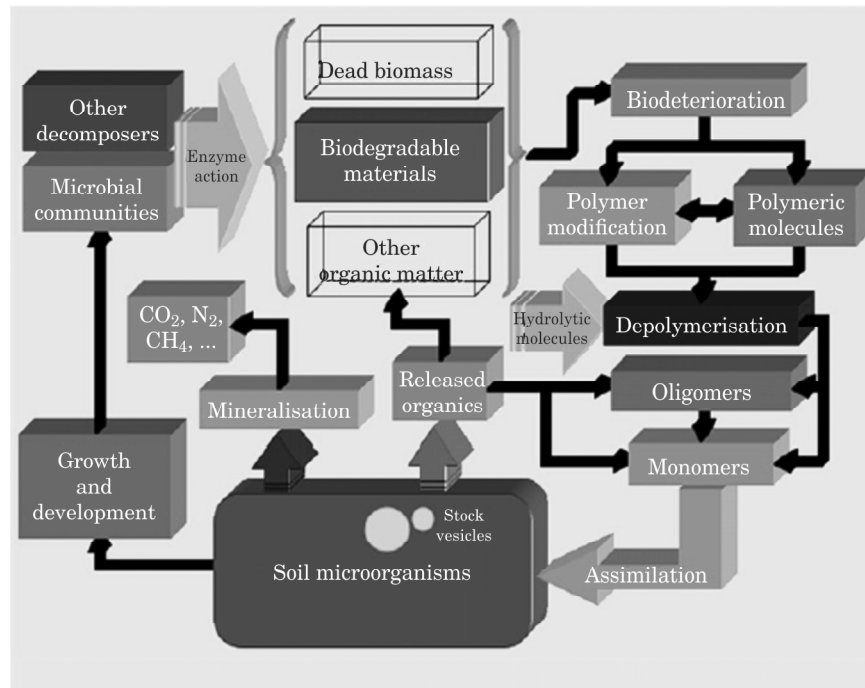 Dead biomass
Biodegradable
materials
Other
organic matter
Other
decomposers
Microbial
communities
Enzyme
action
Biodeterioration
Polymer
modification
Polymeric
molecules
Hydrolytic
molecules
Depolymerisation
CO₂, N₂,
CH₄, ...
Mineralisation
Released
organics
Oligomers
Monomers
Growth
and
development
Stock
vesicles
Soil microorganisms
Assimilation